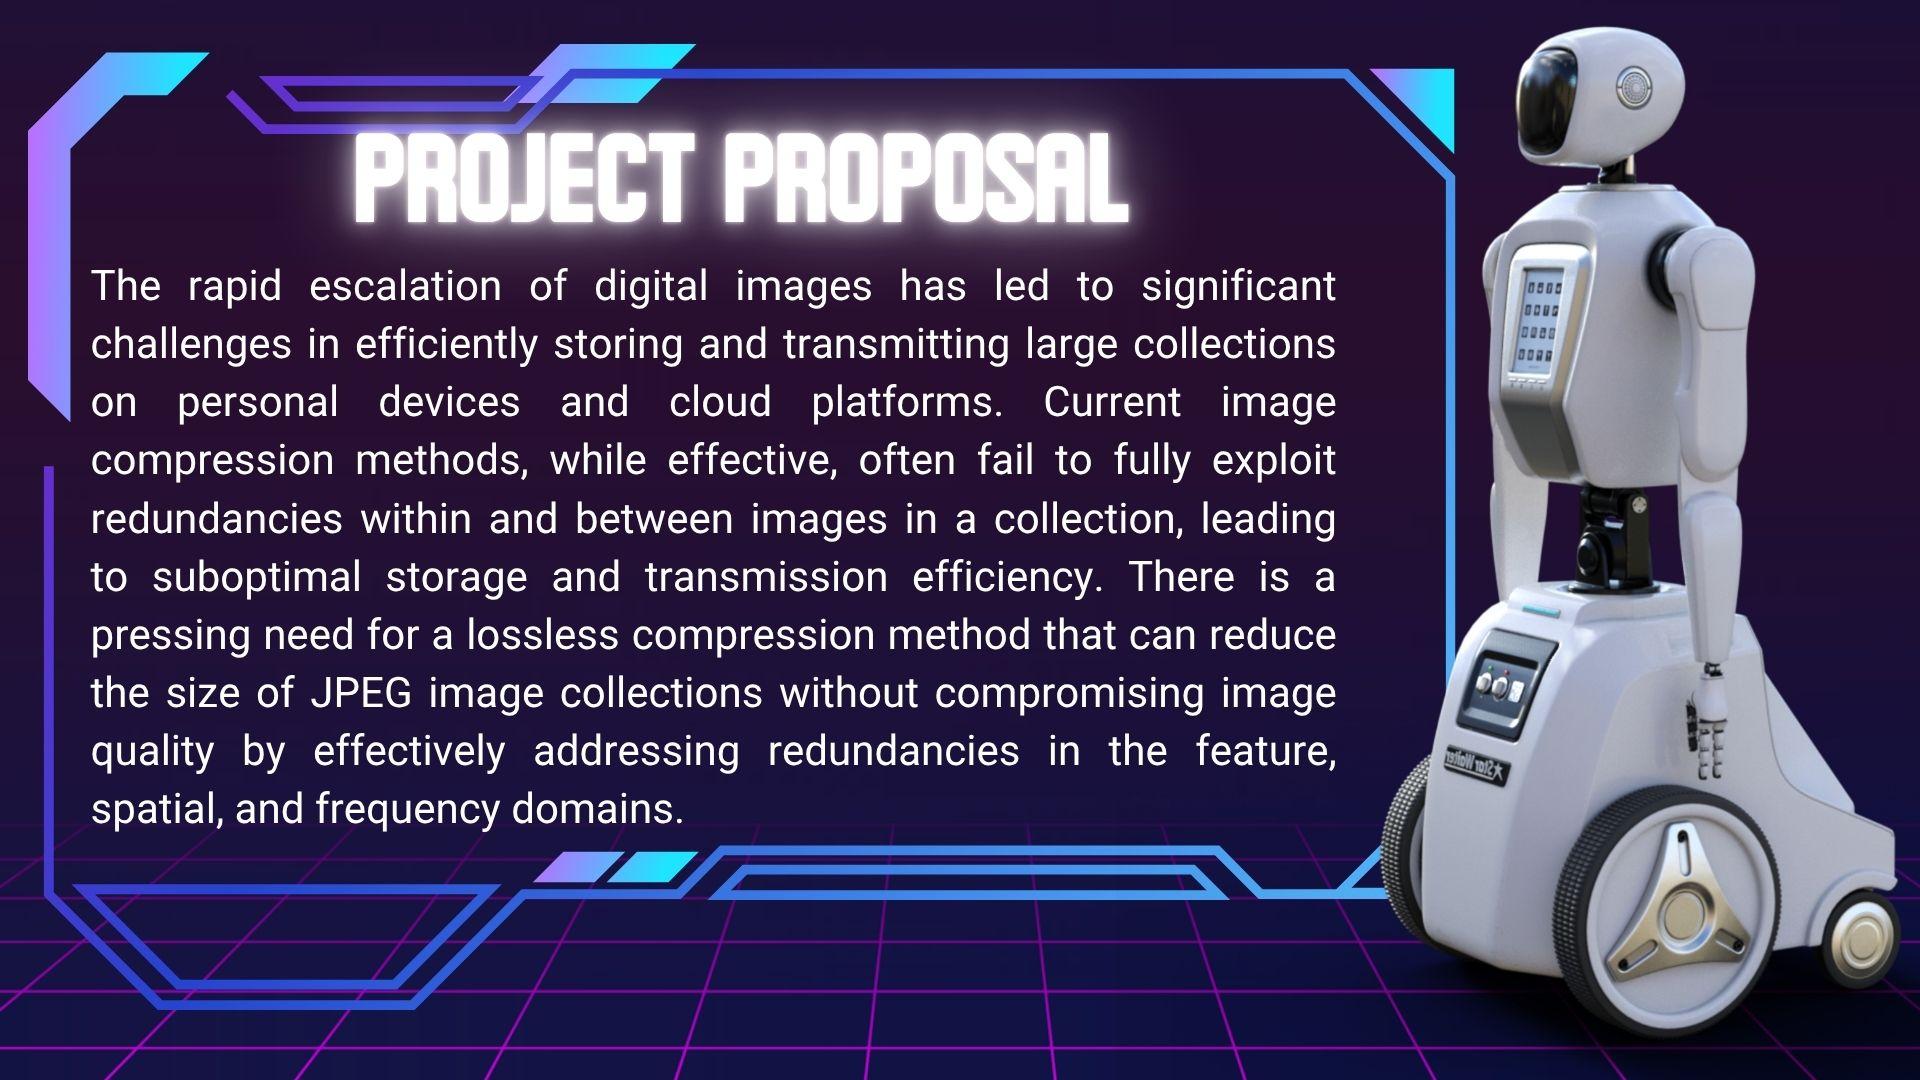 PROJECT PROPOSAL
The rapid escalation of digital images has led to significant
challenges in efficiently storing and transmitting large collections
on personal devices and cloud platforms. Current image
compression methods, while effective, often fail to fully exploit
redundancies within and between images in a collection, leading
to suboptimal storage and transmission efficiency. There is a
pressing need for a lossless compression method that can reduce
the size of JPEG image collections without compromising image
quality by effectively addressing redundancies in the feature,
spatial, and frequency domains.
Star Walker